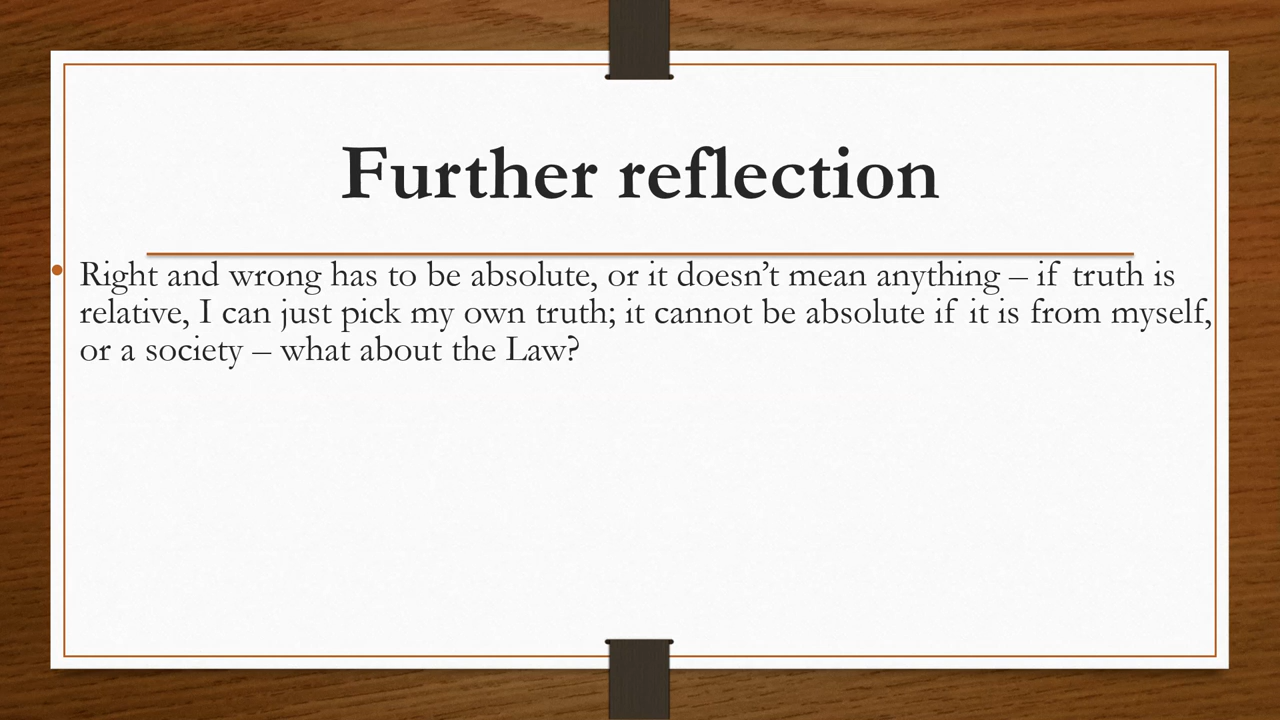 Further reflection
• Right and wrong has to be absolute, or it doesn’t mean anything – if truth is
relative, I can just pick my own truth; it cannot be absolute if it is from myself,
or a society – what about the Law?